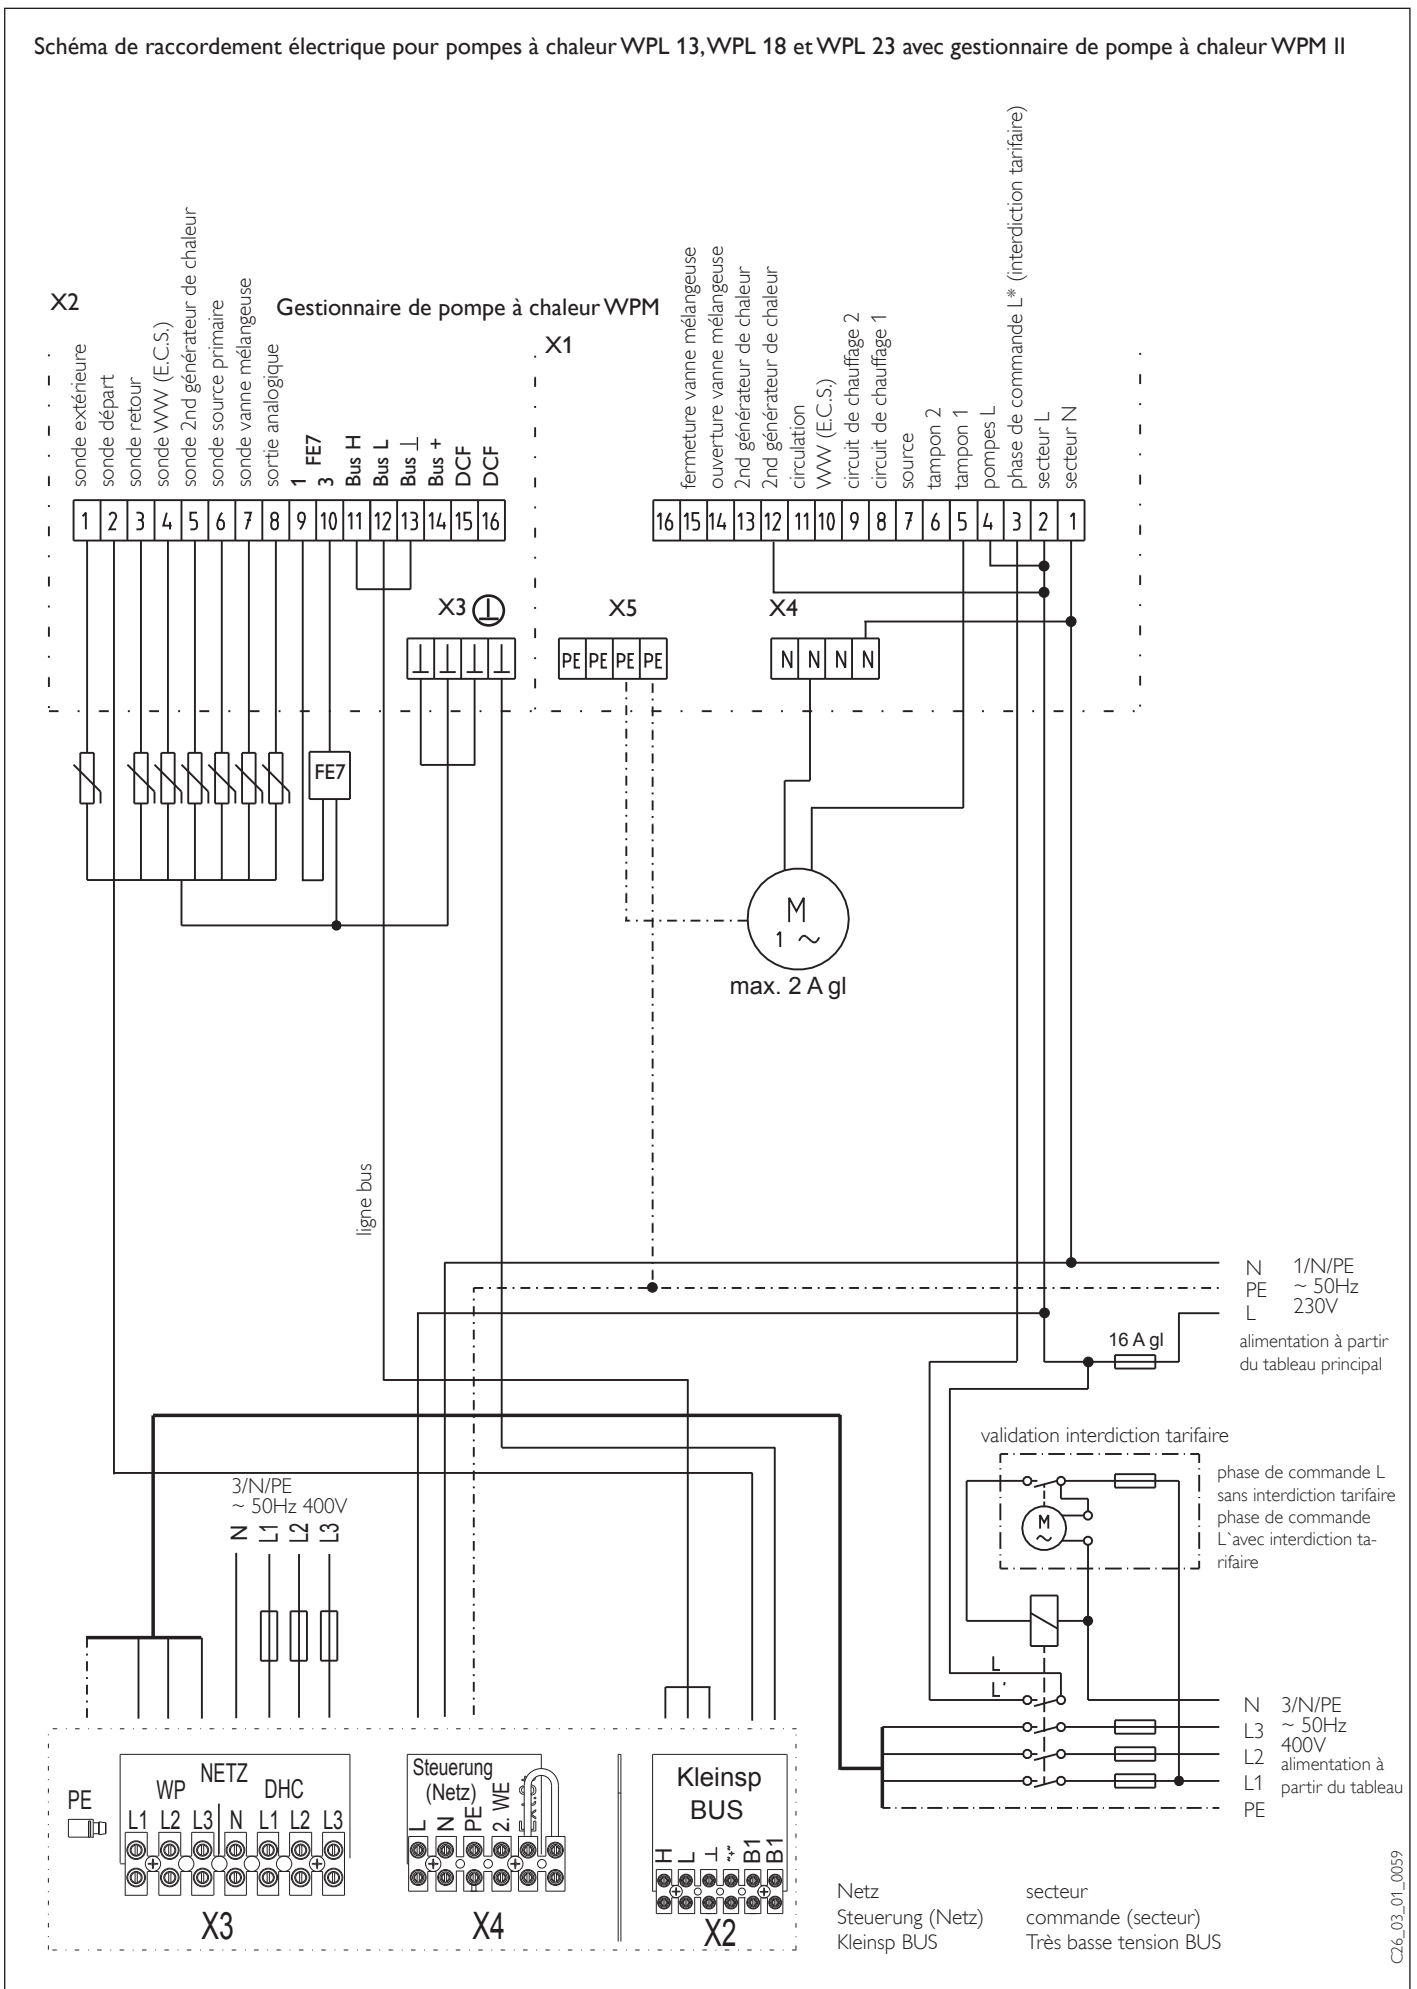 Schéma de raccordement électrique pour pompes à chaleur WPL 13, WPL 18 et WPL 23 avec gestionnaire de pompe à chaleur WPM II
X2
Gestionnaire de pompe à chaleur WPM
X1
sonde extérieure
sonde départ
sonde retour
sonde WW (E.C.S.)
sonde 2nd générateur de chaleur
sonde source primaire
sonde vanne mélangeuse
sortie analogique
1 FE7
3
Bus H
Bus L
Bus ⊥
Bus +
DCF
DCF
fermeture vanne mélangeuse
ouverture vanne mélangeuse
2nd générateur de chaleur
2nd générateur de chaleur
circulation
WW (E.C.S.)
circuit de chauffage 2
circuit de chauffage 1
source
tampon 2
tampon 1
pompes L
phase de commande L* (interdiction tarifaire)
secteur L
secteur N
1 2 3 4 5 6 7 8 9 10 11 12 13 14 15 16
16 15 14 13 12 11 10 9 8 7 6 5 4 3 2 1
X3 ⊥
X5
X4
⊥ ⊥ ⊥ ⊥
PE PE PE PE
N N N N
FE7
M
1 ~
max. 2 A gl
ligne bus
N
PE
L
1/N/PE
~ 50Hz
230V
16 A gl
alimentation à partir
du tableau principal
validation interdiction tarifaire
phase de commande L
sans interdiction tarifaire
phase de commande
L`avec interdiction ta-
rifaire
M
~
3/N/PE
~ 50Hz 400V
N L1 L2 L3
L
L´
N
L3
L2
L1
PE
3/N/PE
~ 50Hz
400V
alimentation à
partir du tableau
PE
NETZ
WP
DHC
L1 L2 L3 N L1 L2 L3
X3
Steuerung
(Netz)
L N PE 2. WE
X4
Kleinsp
BUS
H L ⊥ "+" B1 B1
X2
Netz secteur
Steuerung (Netz) commande (secteur)
Kleinsp BUS Très basse tension BUS
C26_03_01_0059